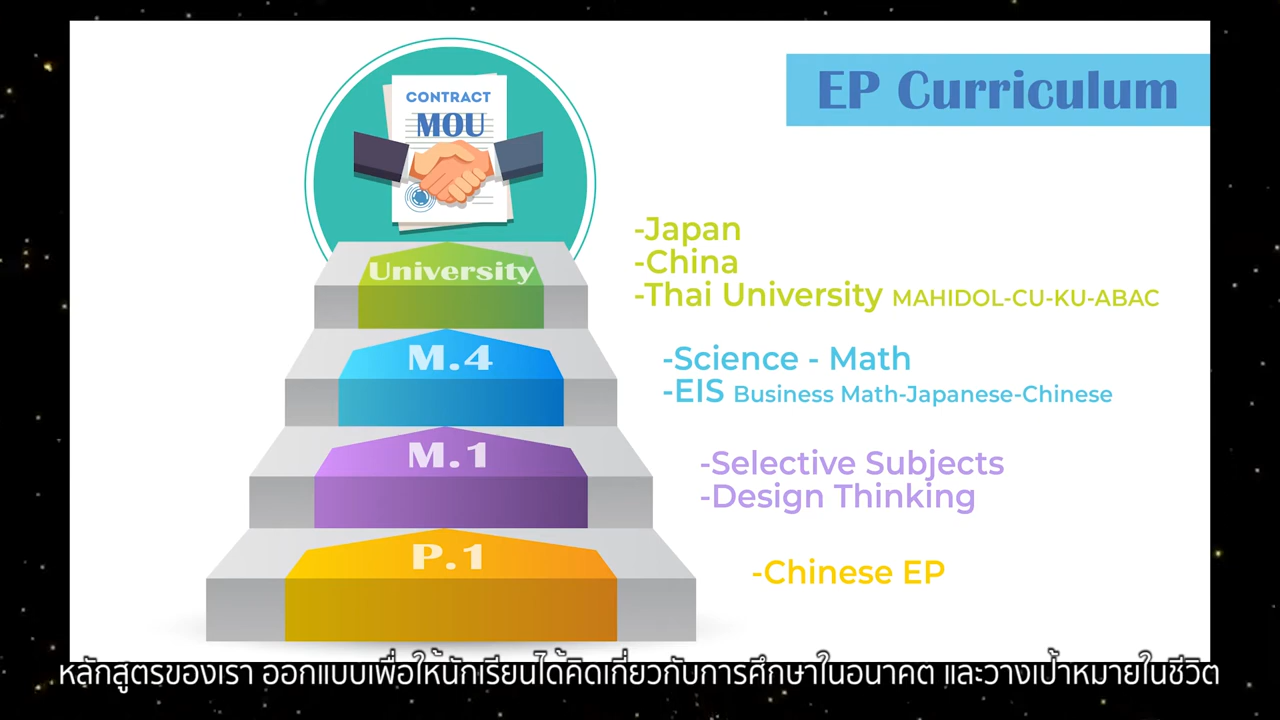 EP Curriculum
CONTRACT
MOU
University
-Japan
-China
-Thai University MAHIDOL-CU-KU-ABAC
M.4
-Science - Math
-EIS Business Math-Japanese-Chinese
M.1
-Selective Subjects
-Design Thinking
P.1
-Chinese EP
หลักสูตรของเรา ออกแบบเพื่อให้นักเรียนได้คิดเกี่ยวกับการศึกษาในอนาคต และวางเป้าหมายในชีวิต